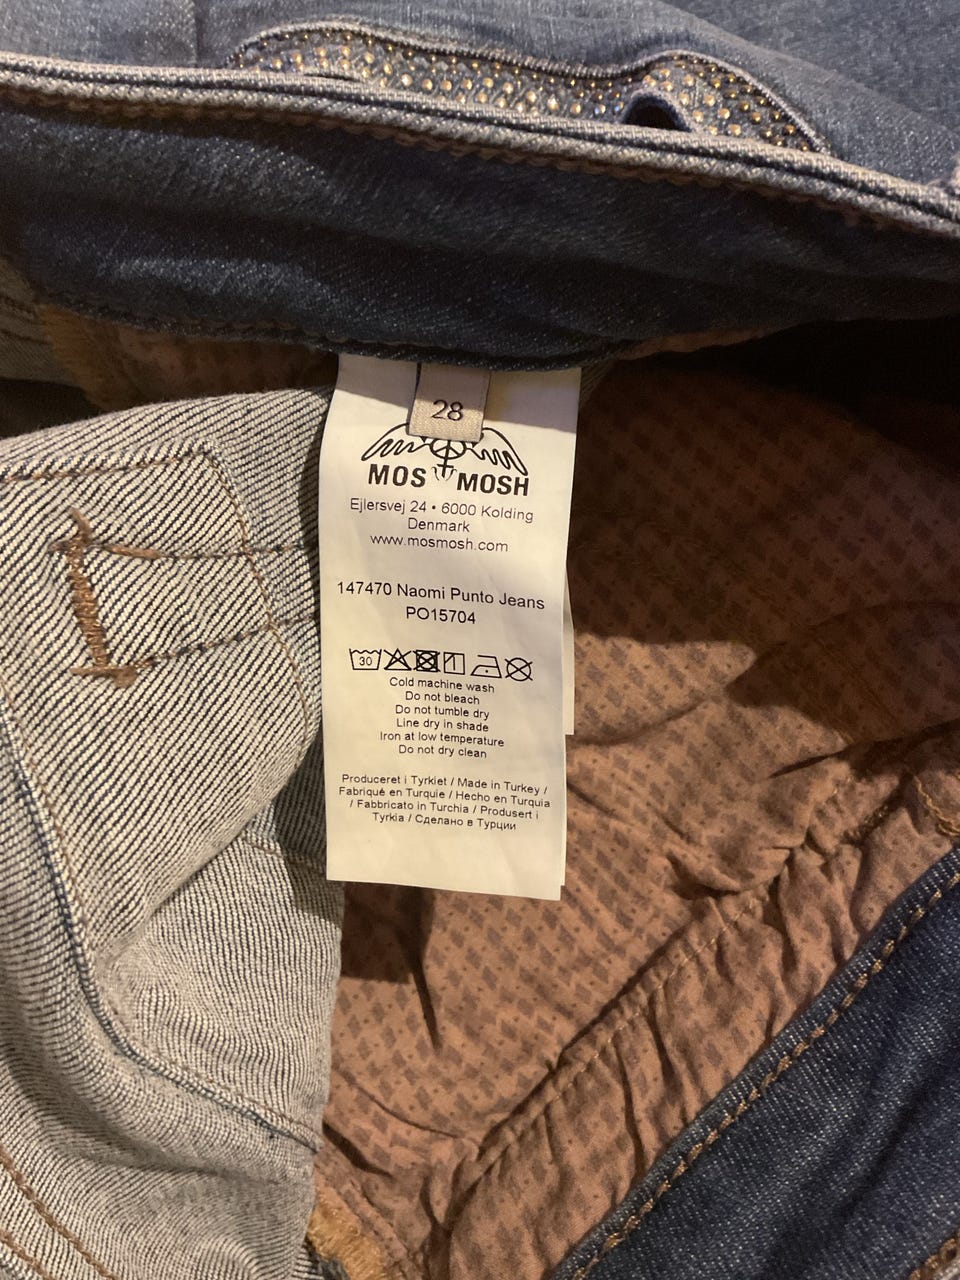 28
MOS MOSH
Ejlersvej 24 • 6000 Kolding
Denmark
www.mosmosh.com
147470 Naomi Punto Jeans
PO15704
30
Cold machine wash
Do not bleach
Do not tumble dry
Line dry in shade
Iron at low temperature
Do not dry clean
Produceret i Tyrkiet / Made in Turkey /
Fabriqué en Turquie / Hecho en Turquia
/ Fabbricato in Turchia / Produsert i
Tyrkia / Сделано в Турции